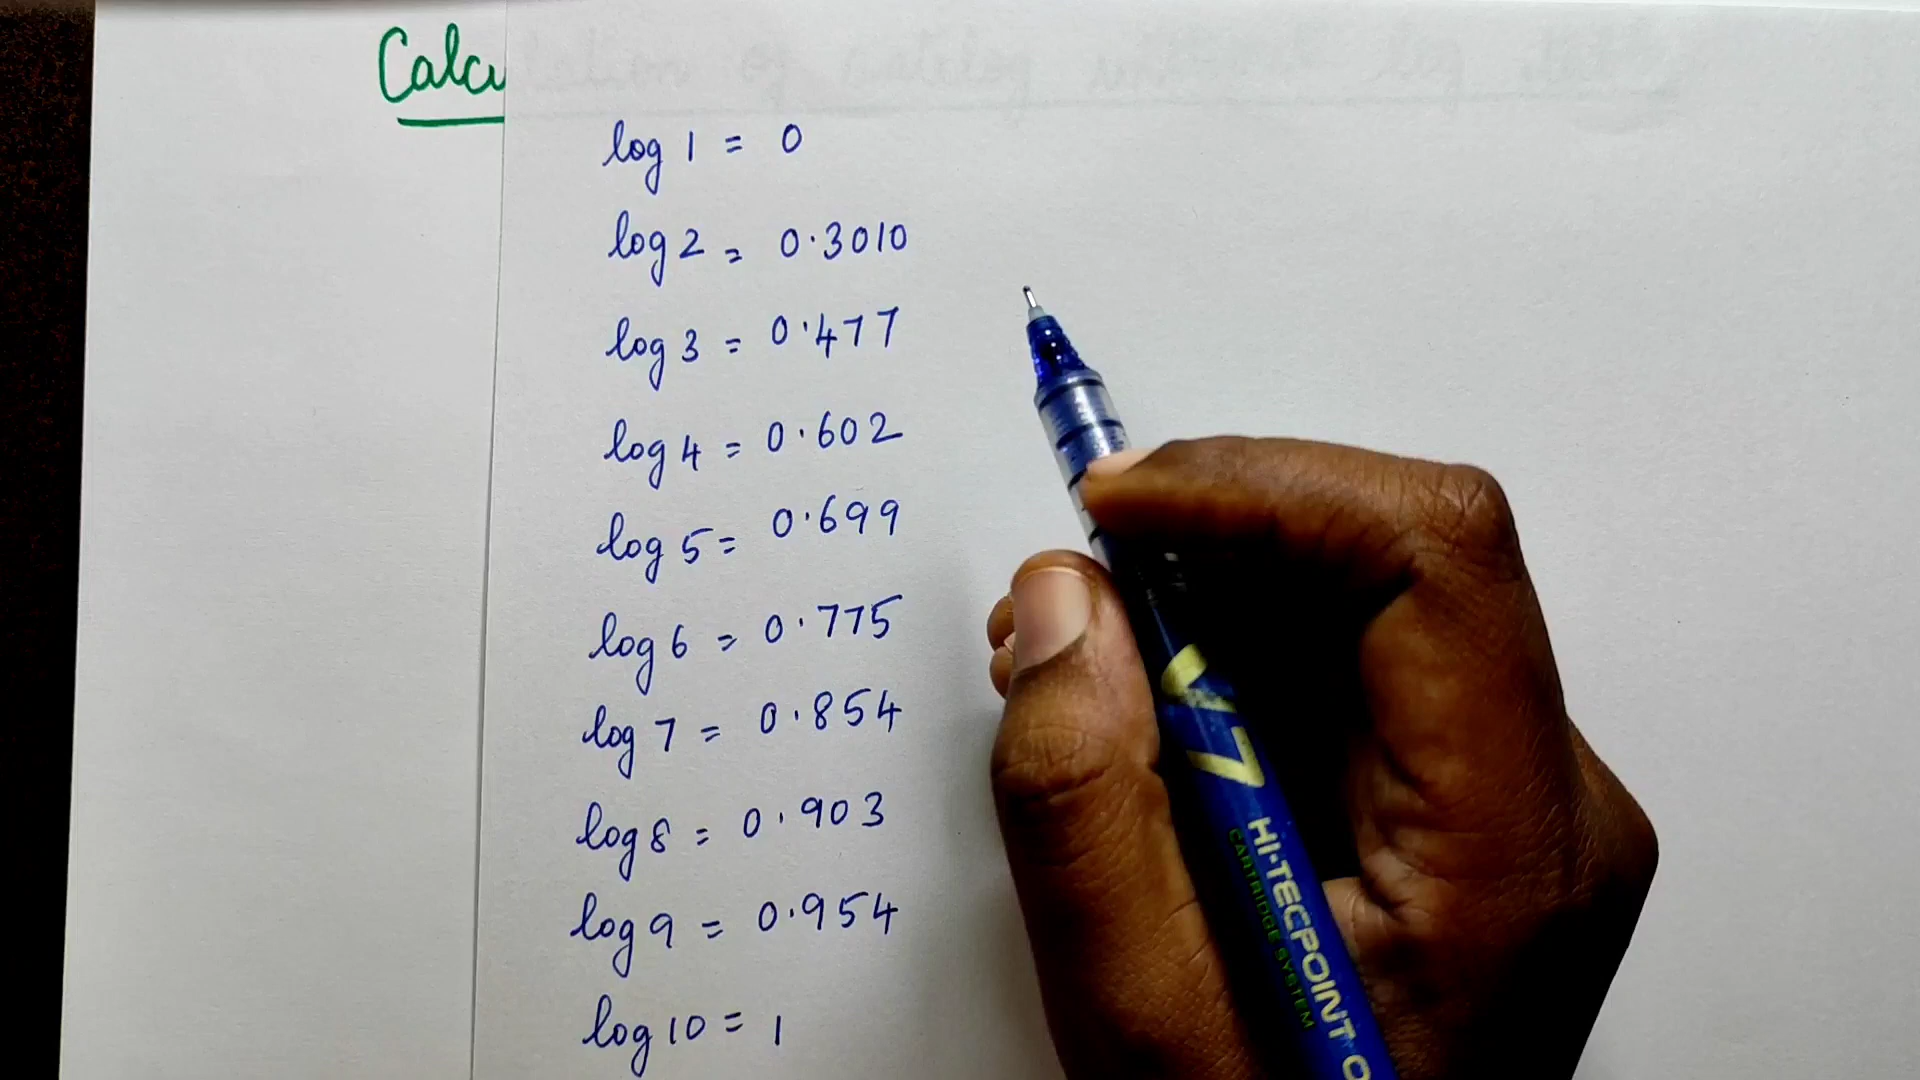 Calcu
log 1 = 0
log 2 = 0.3010
log 3 = 0.477
log 4 = 0.602
log 5 = 0.699
log 6 = 0.775
log 7 = 0.854
log 8 = 0.903
log 9 = 0.954
log 10 = 1
V7
HI-TECPOINT
CARTRIDGE SYSTEM